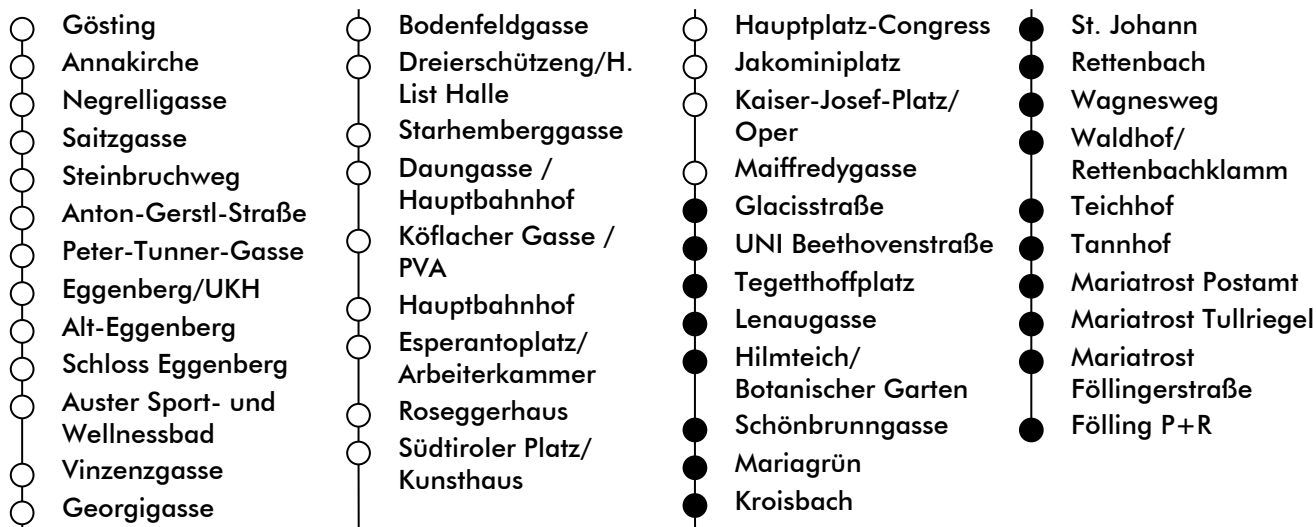 Gösting
Annakirche
Negrelligasse
Saitzgasse
Steinbruchweg
Anton-Gerstl-Straße
Peter-Tunner-Gasse
Eggenberg/UKH
Alt-Eggenberg
Schloss Eggenberg
Auster Sport- und
Wellnessbad
Vinzenzgasse
Georgigasse
Bodenfeldgasse
Dreierschützeng/H.
List Halle
Starhemberggasse
Daungasse /
Hauptbahnhof
Köflacher Gasse /
PVA
Hauptbahnhof
Esperantoplatz/
Arbeiterkammer
Roseggerhaus
Südtiroler Platz/
Kunsthaus
Hauptplatz-Congress
Jakominiplatz
Kaiser-Josef-Platz/
Oper
Maiffredygasse
Glacisstraße
UNI Beethovenstraße
Tegetthoffplatz
Lenaugasse
Hilmteich/
Botanischer Garten
Schönbrunngasse
Mariagrün
Kroisbach
St. Johann
Rettenbach
Wagnesweg
Waldhof/
Rettenbachklamm
Teichhof
Tannhof
Mariatrost Postamt
Mariatrost Tullriegel
Mariatrost
Föllingerstraße
Fölling P+R